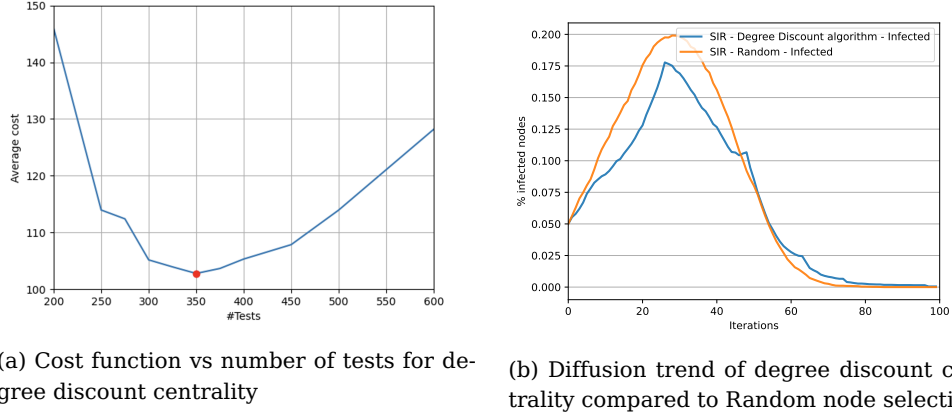 150
140
130
120
110
100
Average cost
200 250 300 350 400 450 500 550 600
#Tests
(a) Cost function vs number of tests for de-
gree discount centrality
SIR - Degree Discount algorithm - Infected
SIR - Random - Infected
0.200
0.175
0.150
0.125
0.100
0.075
0.050
0.025
0.000
% infected nodes
0 20 40 60 80 100
Iterations
(b) Diffusion trend of degree discount c
trality compared to Random node selecti